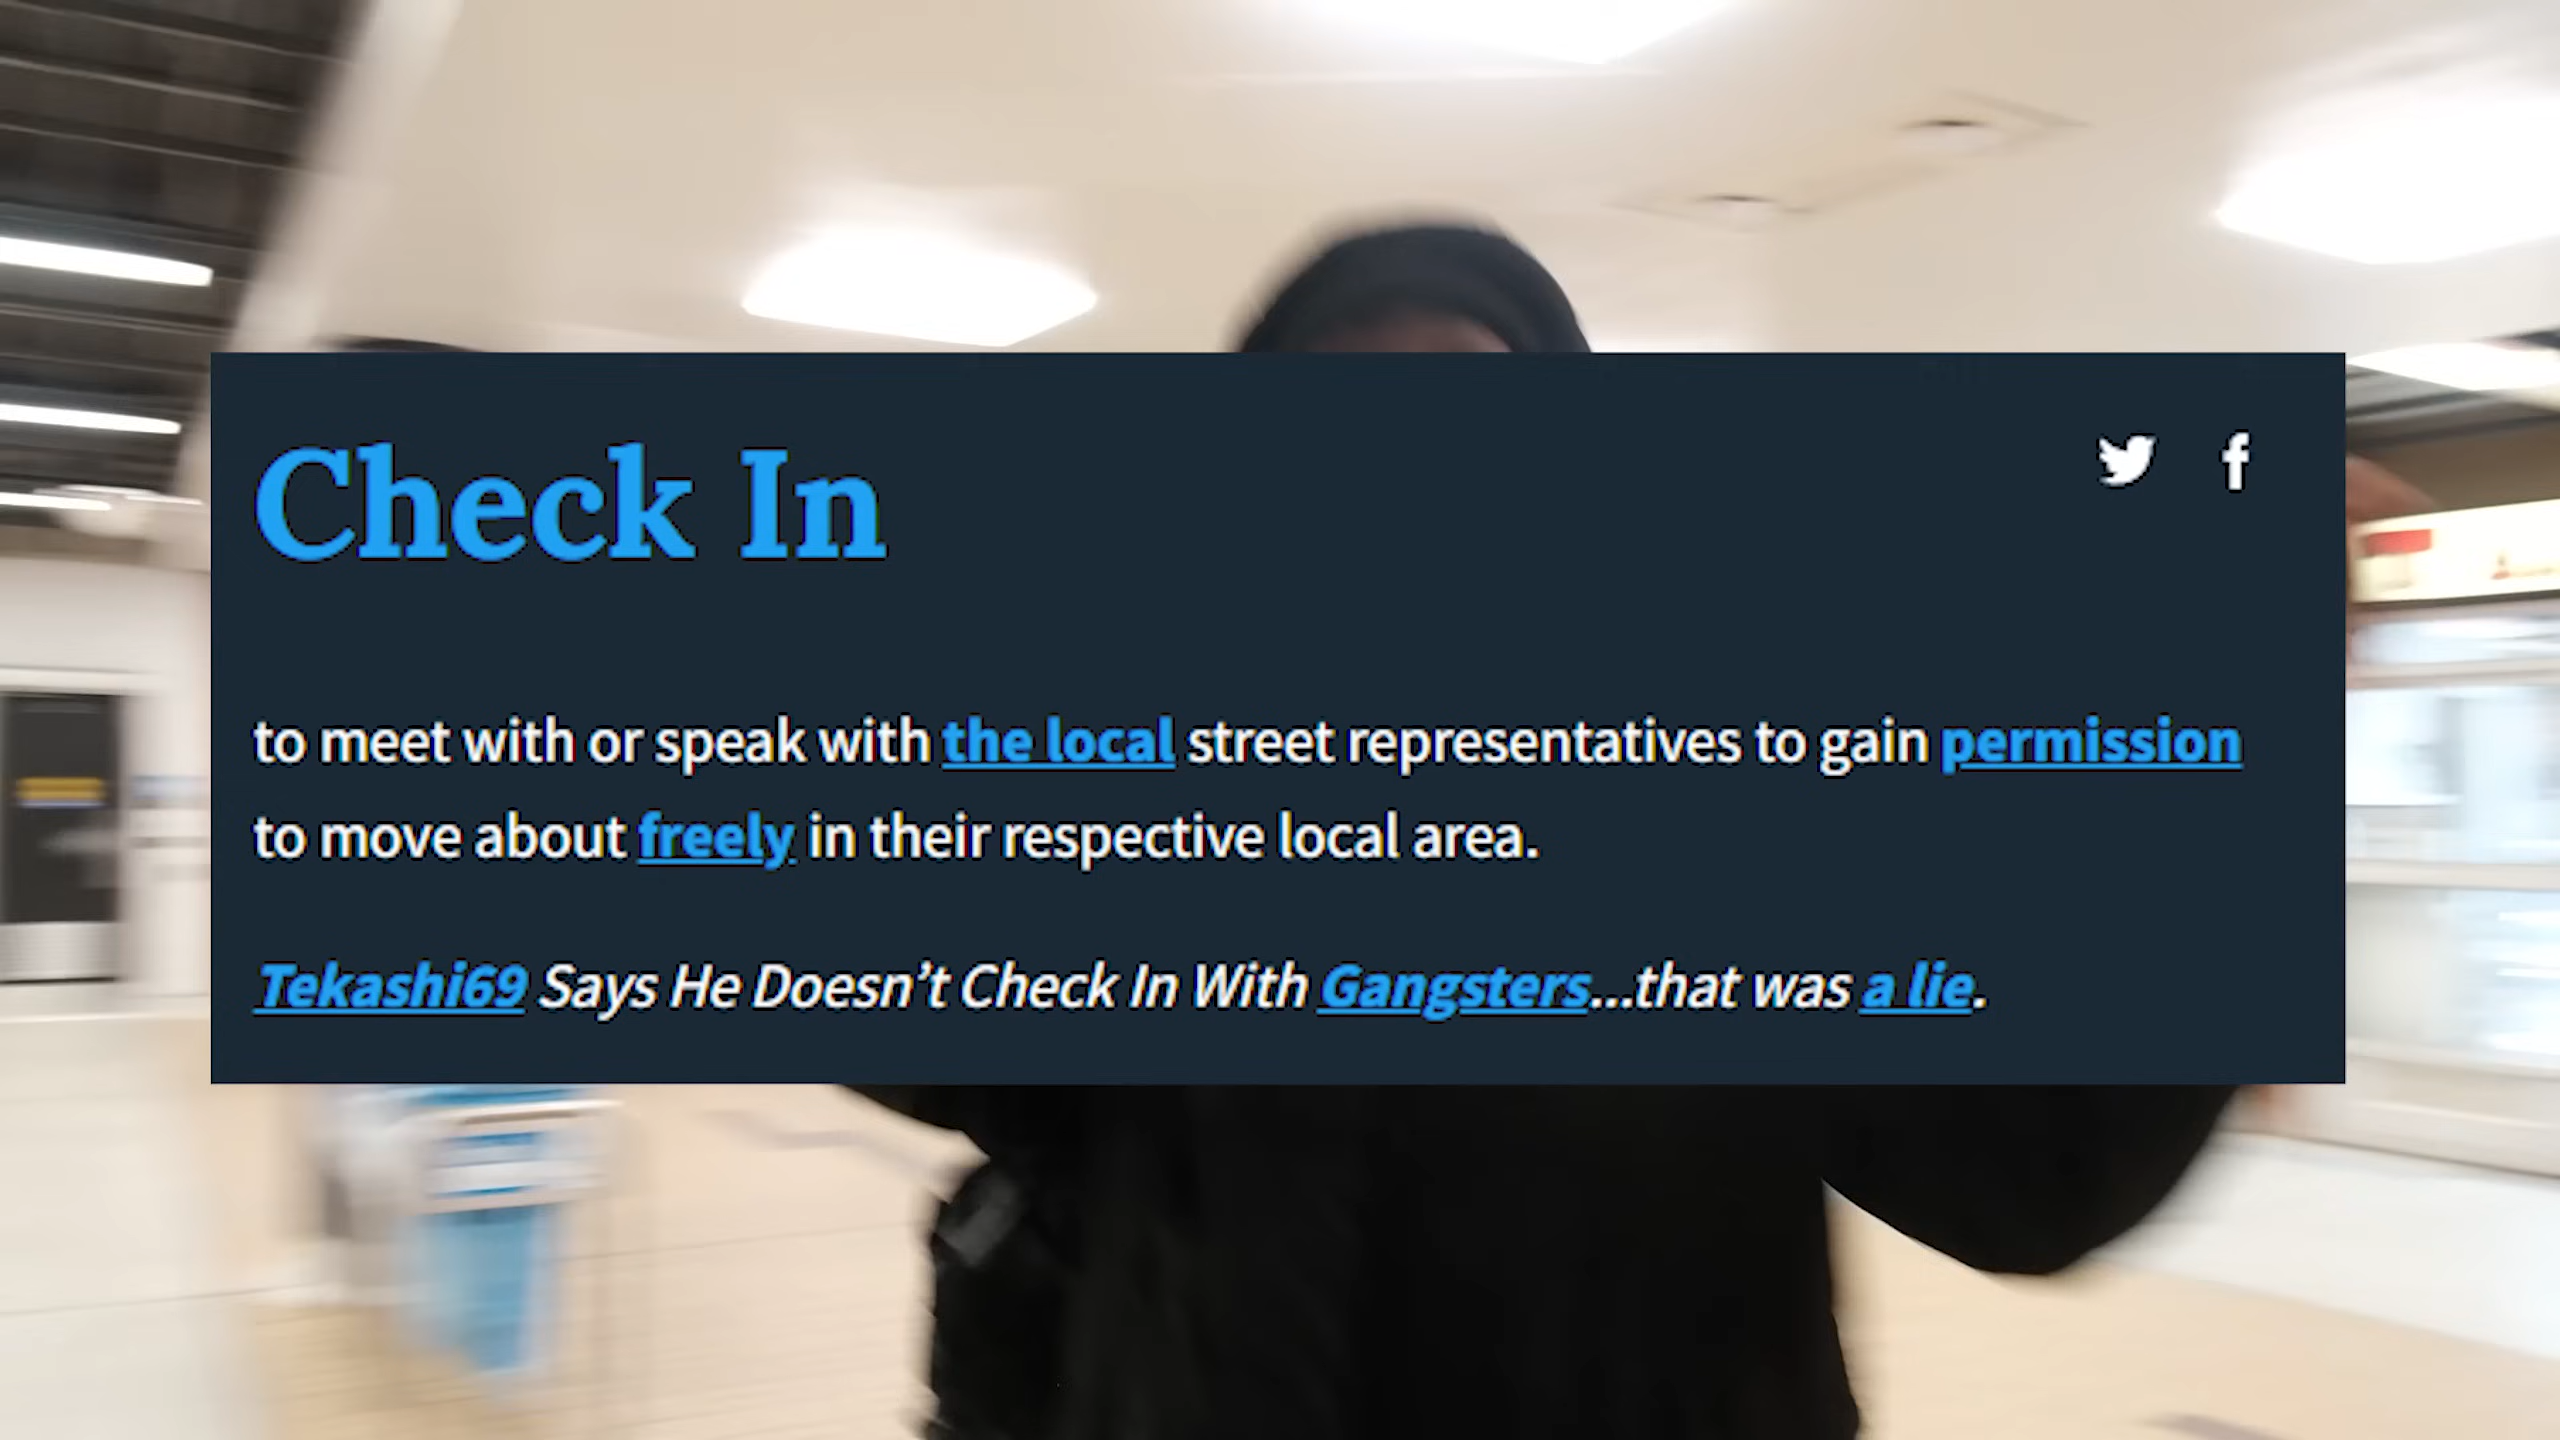 Check In
to meet with or speak with the local street representatives to gain permission
to move about freely in their respective local area.
Tekashi69 Says He Doesn’t Check In With Gangsters...that was a lie.